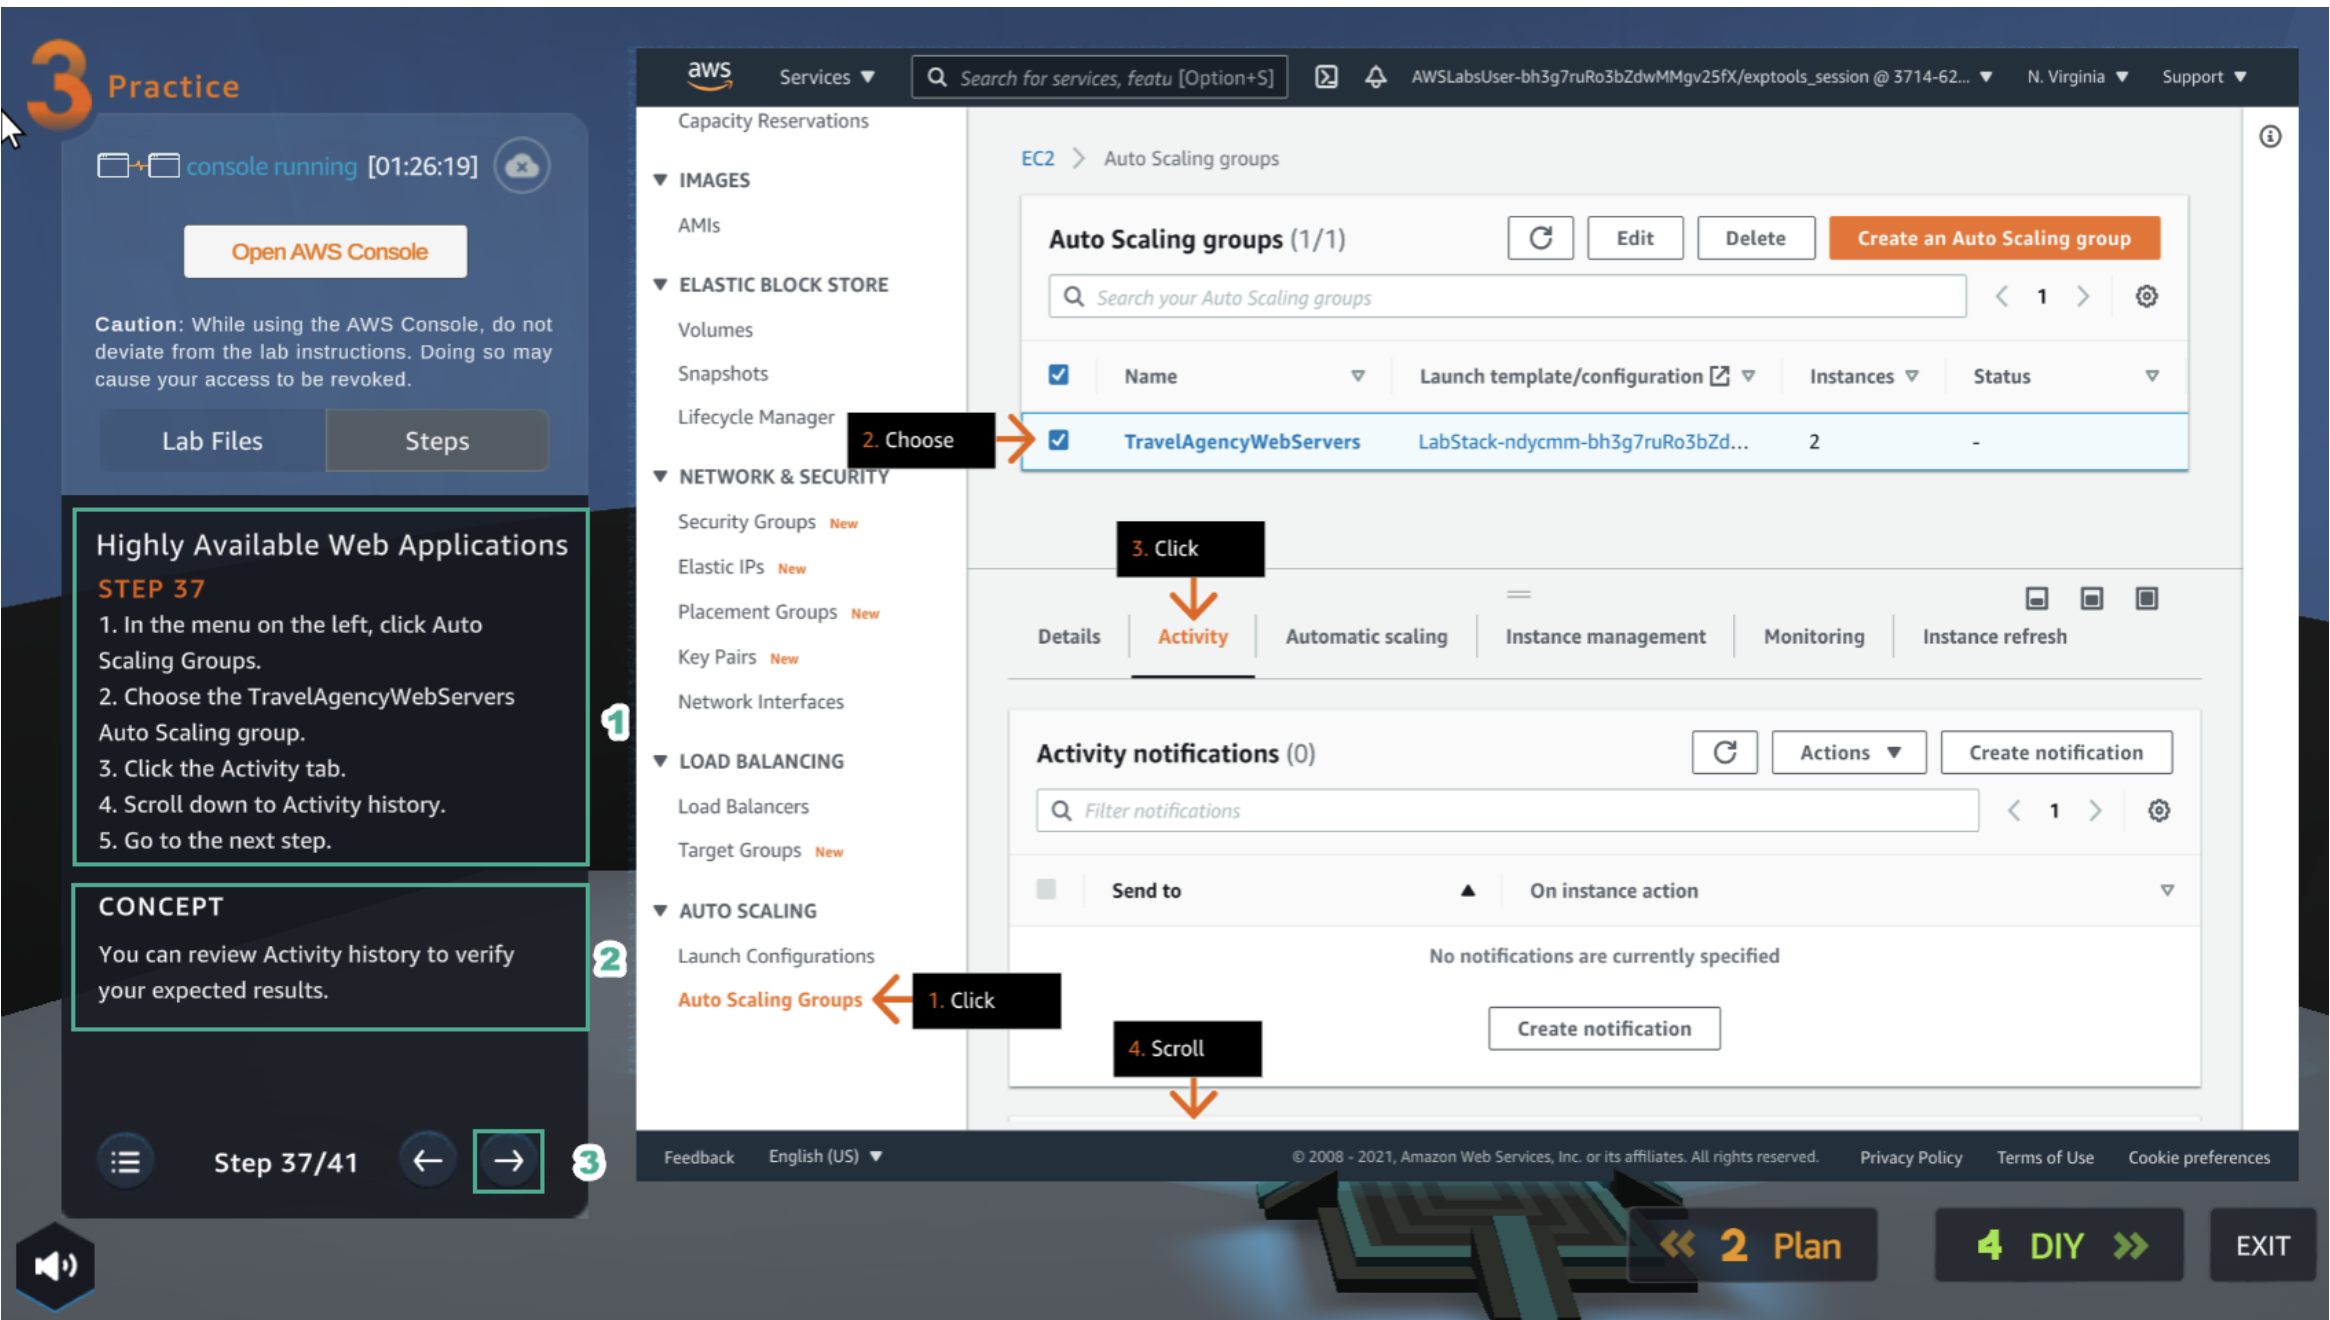 3 Practice
console running [01:26:19]
Open AWS Console
Caution: While using the AWS Console, do not
deviate from the lab instructions. Doing so may
cause your access to be revoked.
Lab Files
Steps
Highly Available Web Applications
STEP 37
1. In the menu on the left, click Auto
Scaling Groups.
2. Choose the TravelAgencyWebServers
Auto Scaling group.
3. Click the Activity tab.
4. Scroll down to Activity history.
5. Go to the next step.
1
CONCEPT
You can review Activity history to verify
your expected results.
2
Step 37/41
3
aws
Services
Search for services, featu [Option+S]
AWSLabsUser-bh3g7ruRo3bZdwMMgv25fX/exptools_session @ 3714-62...
N. Virginia
Support
Capacity Reservations
IMAGES
AMIs
ELASTIC BLOCK STORE
Volumes
Snapshots
Lifecycle Manager
NETWORK & SECURITY
Security Groups New
Elastic IPs New
Placement Groups New
Key Pairs New
Network Interfaces
LOAD BALANCING
Load Balancers
Target Groups New
AUTO SCALING
Launch Configurations
Auto Scaling Groups
1. Click
EC2 > Auto Scaling groups
Auto Scaling groups (1/1)
Edit
Delete
Create an Auto Scaling group
Search your Auto Scaling groups
1
Name
Launch template/configuration
Instances
Status
2. Choose
TravelAgencyWebServers
LabStack-ndycmm-bh3g7ruRo3bZd...
2
-
3. Click
Details
Activity
Automatic scaling
Instance management
Monitoring
Instance refresh
Activity notifications (0)
Actions
Create notification
Filter notifications
1
Send to
On instance action
No notifications are currently specified
Create notification
4. Scroll
Feedback
English (US)
© 2008 - 2021, Amazon Web Services, Inc. or its affiliates. All rights reserved.
Privacy Policy
Terms of Use
Cookie preferences
2 Plan
4 DIY
EXIT